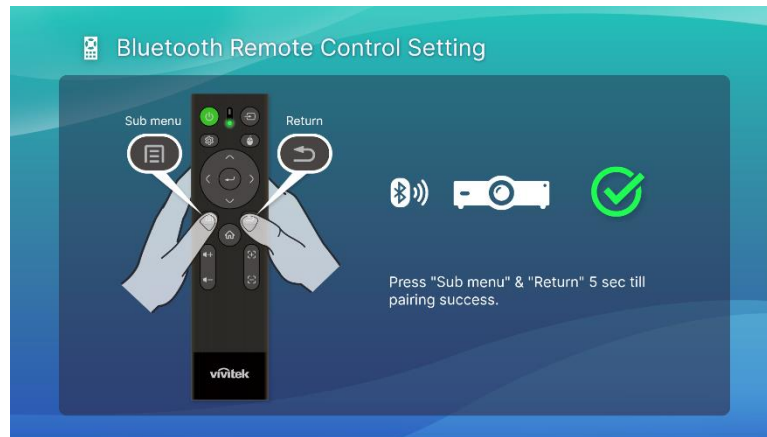 Bluetooth Remote Control Setting
Sub menu
Return
Press "Sub menu" & "Return" 5 sec till
pairing success.
vivitek